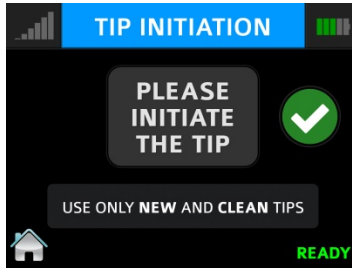 TIP INITIATION
PLEASE
INITIATE
THE TIP
USE ONLY NEW AND CLEAN TIPS
READY